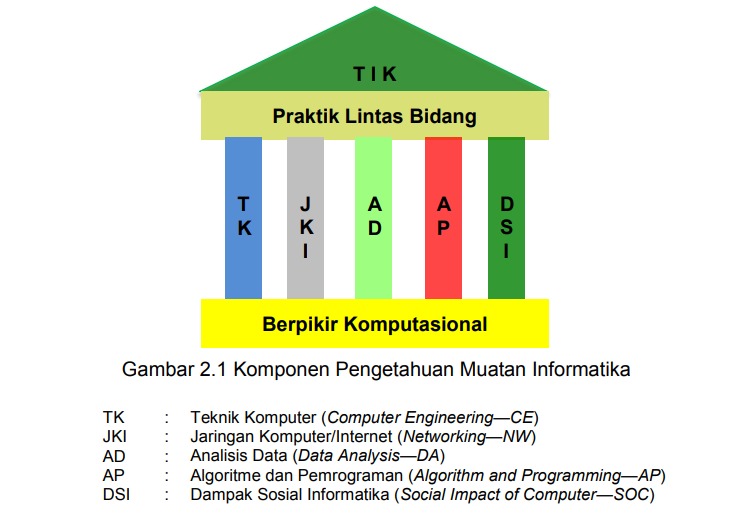 T I K
Praktik Lintas Bidang
T
K
J
K
I
A
D
A
P
D
S
I
Berpikir Komputasional
Gambar 2.1 Komponen Pengetahuan Muatan Informatika
TK : Teknik Komputer (Computer Engineering—CE)
JKI : Jaringan Komputer/Internet (Networking—NW)
AD : Analisis Data (Data Analysis—DA)
AP : Algoritme dan Pemrograman (Algorithm and Programming—AP)
DSI : Dampak Sosial Informatika (Social Impact of Computer—SOC)